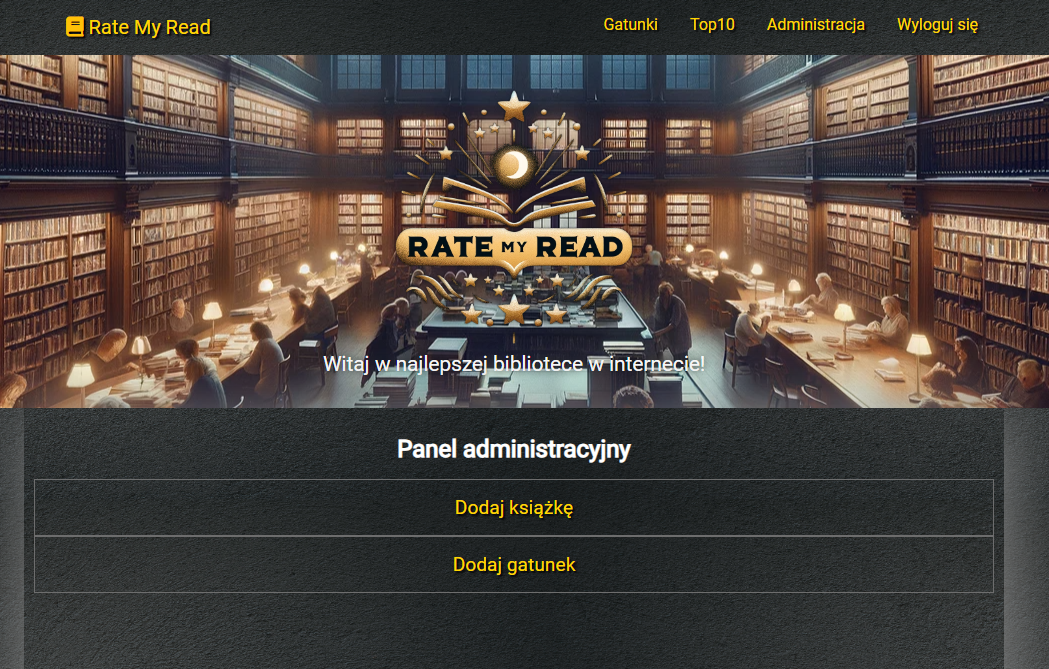 Rate My Read
Gatunki
Top10
Administracja
Wyloguj się
RATE MY READ
Witaj w najlepszej bibliotece w internecie!
Panel administracyjny
Dodaj książkę
Dodaj gatunek